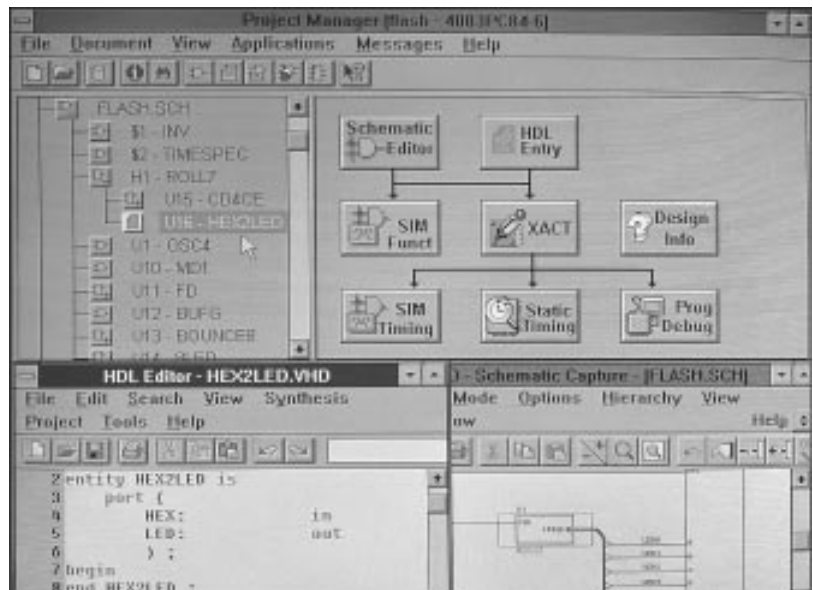 Project Manager [flash - 4003PC84-6]
File Document View Applications Messages Help
FLASH.SCH
$1 - INV
$2 - TIMESPEC
H1 - ROLL7
U15 - CD4CE
U16 - HEX2LED
U1 - OSC4
U10 - MD1
U11 - FD
U12 - BUFG
U13 - BOUNCER
Schematic
Editor
HDL
Entry
SIM
Funct
XACT
Design
Info
SIM
Timing
Static
Timing
Prog
Debug
HDL Editor - HEX2LED.VHD
File Edit Search View Synthesis
Project Tools Help
2 entity HEX2LED is
3 port (
4 HEX: in
5 LED: out
6 ) ;
7 begin
8 end HEX2LED ;
- Schematic Capture - [FLASH.SCH]
Mode Options Hierarchy View
ow Help